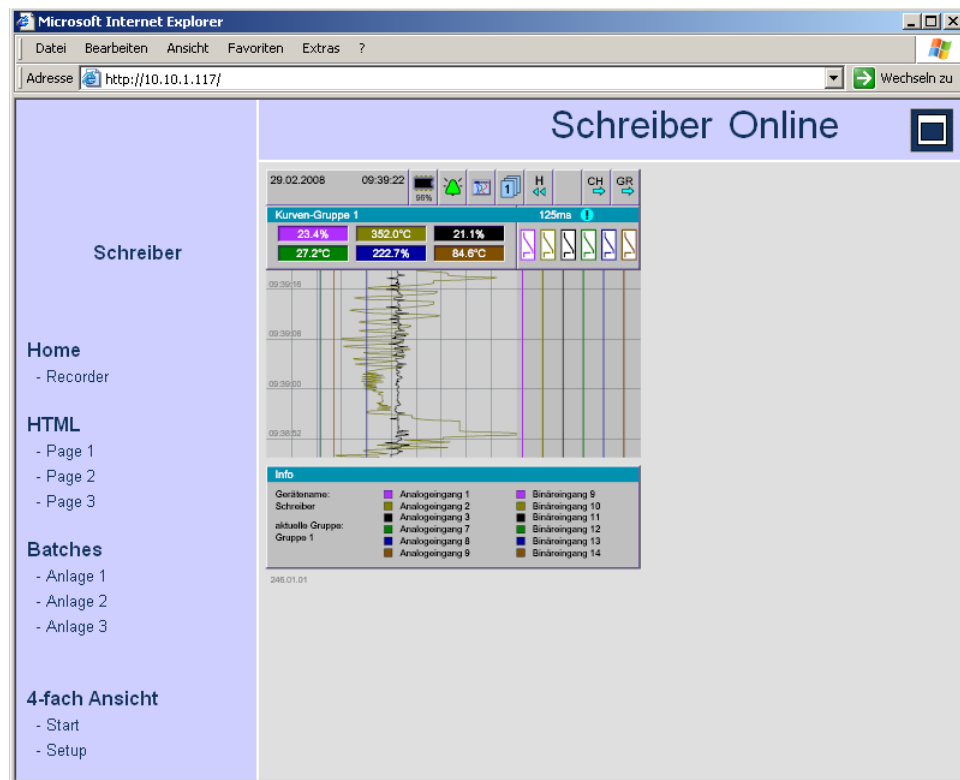 Microsoft Internet Explorer
Datei Bearbeiten Ansicht Favoriten Extras ?
Adresse http://10.10.1.117/ Wechseln zu
Schreiber Online
Schreiber
Home
- Recorder
HTML
- Page 1
- Page 2
- Page 3
Batches
- Anlage 1
- Anlage 2
- Anlage 3
4-fach Ansicht
- Start
- Setup
29.02.2008 09:39:22 96% 1 H CH GR
Kurven-Gruppe 1 125ms !
23.4% 352.0°C 21.1%
27.2°C 222.7% 84.6°C
09:39:16
09:39:08
09:39:00
09:38:52
Info
Gerätename: Analogeingang 1 Binäreingang 9
Schreiber Analogeingang 2 Binäreingang 10
Analogeingang 3 Binäreingang 11
aktuelle Gruppe: Analogeingang 7 Binäreingang 12
Gruppe 1 Analogeingang 8 Binäreingang 13
Analogeingang 9 Binäreingang 14
246.01.01